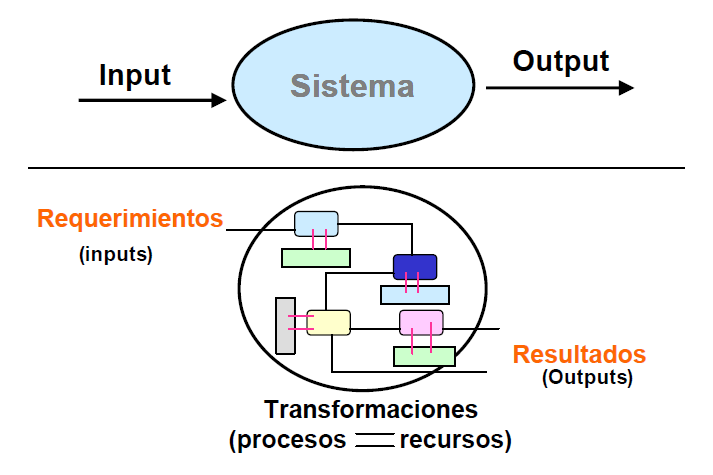 Input
Sistema
Output
Requerimientos
(inputs)
Resultados
(Outputs)
Transformaciones
(procesos recursos)